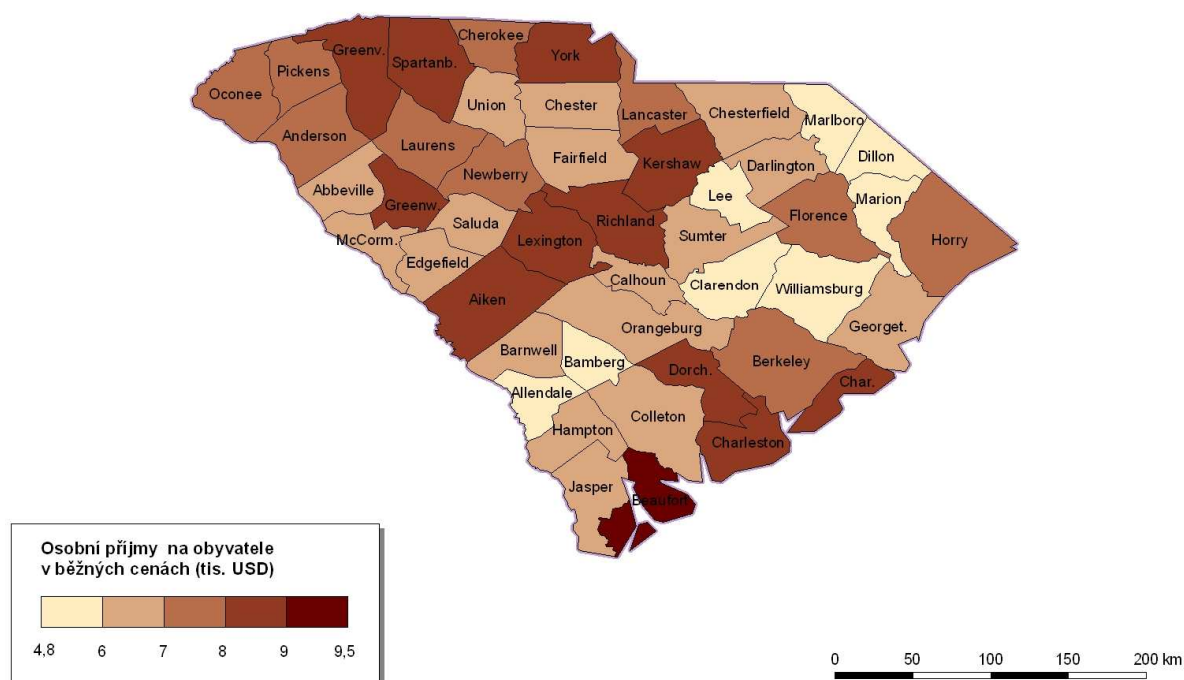 Cherokee
Greenv.
York
Spartanb.
Pickens
Oconee
Union
Chester
Lancaster
Chesterfield
Marlboro
Anderson
Laurens
Fairfield
Dillon
Kershaw
Darlington
Newberry
Abbeville
Lee
Marion
Greenw.
Florence
Saluda
Richland
McCorm.
Lexington
Sumter
Horry
Edgefield
Calhoun
Clarendon
Williamsburg
Aiken
Orangeburg
Georget.
Barnwell
Bamberg
Berkeley
Dorch.
Char.
Allendale
Colleton
Hampton
Charleston
Jasper
Beaufort
Osobní příjmy na obyvatele
v běžných cenách (tis. USD)
4,8 6 7 8 9 9,5
0 50 100 150 200 km